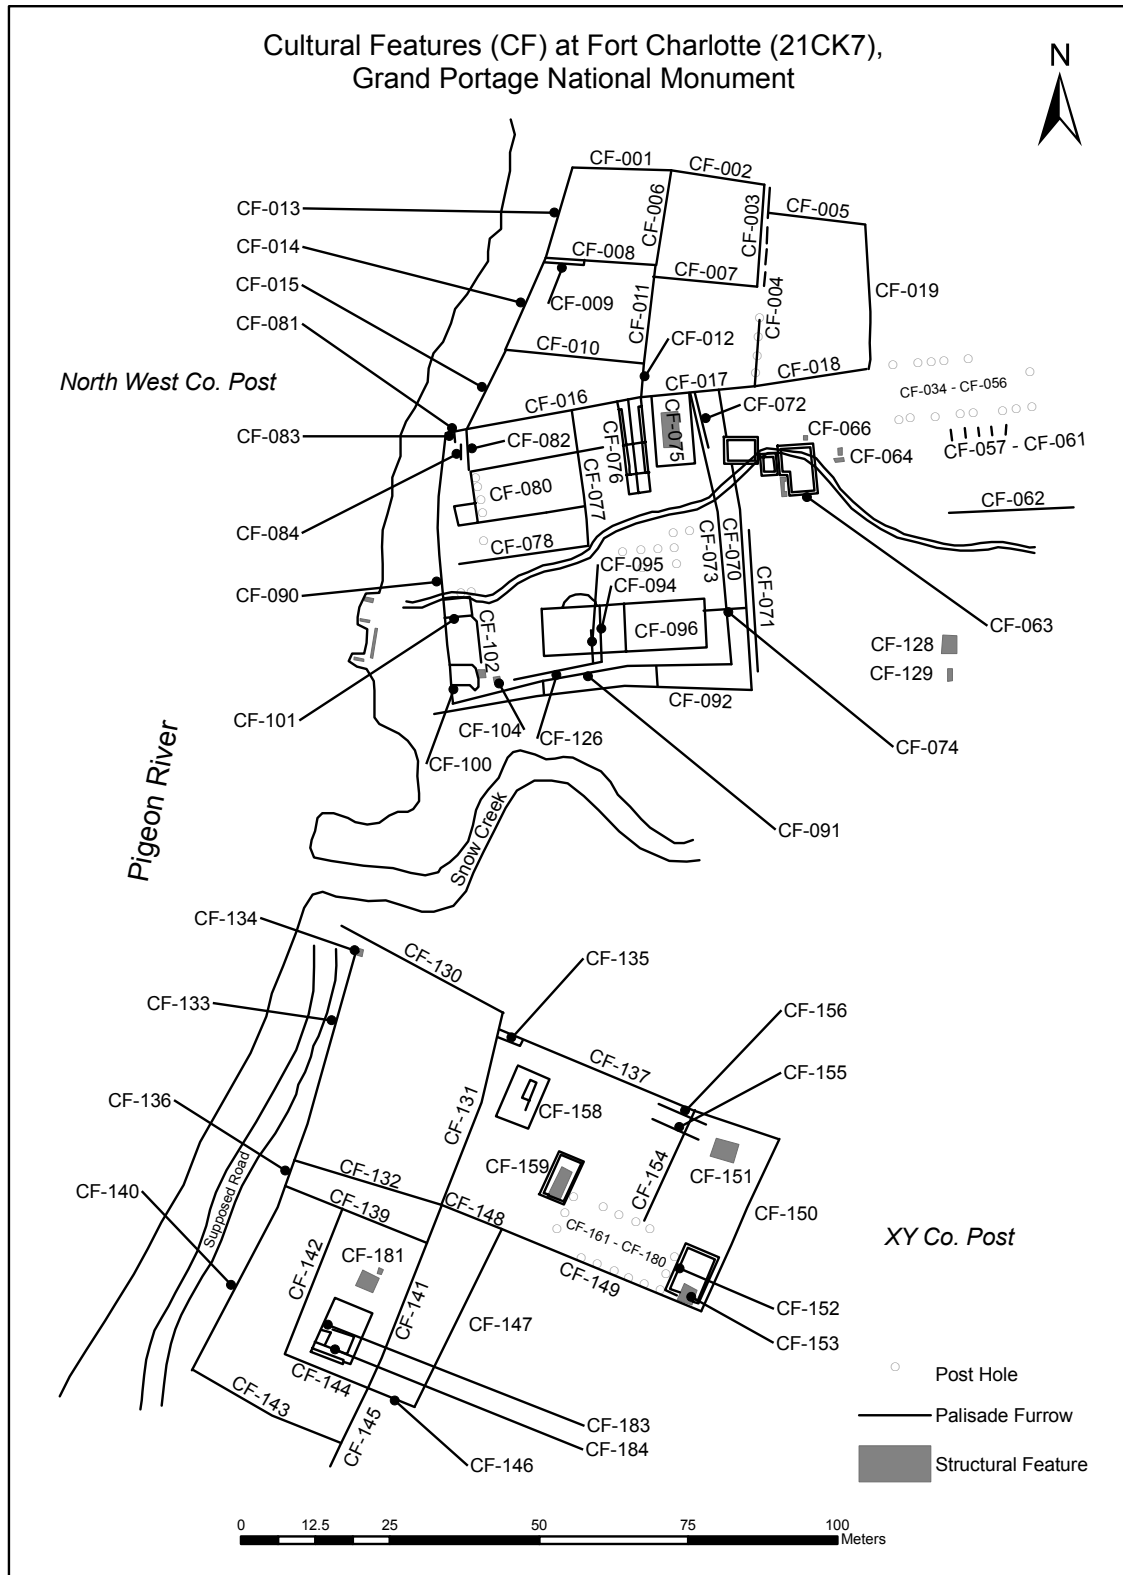 Cultural Features (CF) at Fort Charlotte (21CK7),
Grand Portage National Monument
N
CF-001
CF-002
CF-003
CF-005
CF-006
CF-013
CF-014
CF-008
CF-007
CF-009
CF-015
CF-011
CF-004
CF-019
CF-081
CF-010
CF-012
CF-018
North West Co. Post
CF-017
CF-034 - CF-056
CF-016
CF-072
CF-083
CF-082
CF-075
CF-076
CF-066
CF-064
CF-057 - CF-061
CF-080
CF-077
CF-062
CF-084
CF-078
CF-073
CF-070
CF-095
CF-094
CF-071
CF-090
CF-096
CF-063
CF-102
CF-128
CF-129
CF-092
CF-101
CF-104
CF-126
CF-074
CF-100
CF-091
Pigeon River
Snow Creek
CF-134
CF-130
CF-135
CF-133
CF-156
CF-137
CF-155
CF-136
CF-131
CF-158
CF-151
CF-159
CF-154
CF-132
CF-140
CF-139
CF-148
CF-150
Supposed Road
CF-161 - CF-180
XY Co. Post
CF-142
CF-181
CF-149
CF-141
CF-147
CF-152
CF-153
Post Hole
CF-144
CF-143
CF-145
CF-183
CF-184
CF-146
Palisade Furrow
Structural Feature
0 12.5 25 50 75 100
Meters